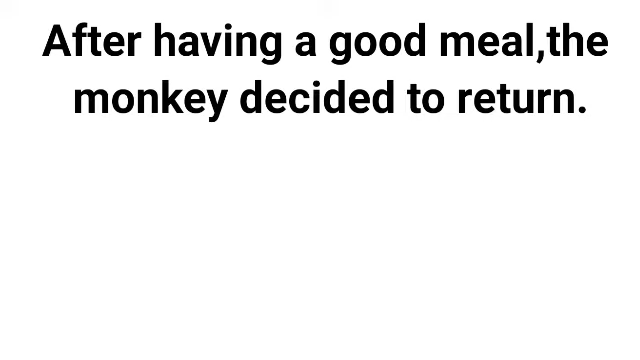 After having a good meal,the
monkey decided to return.